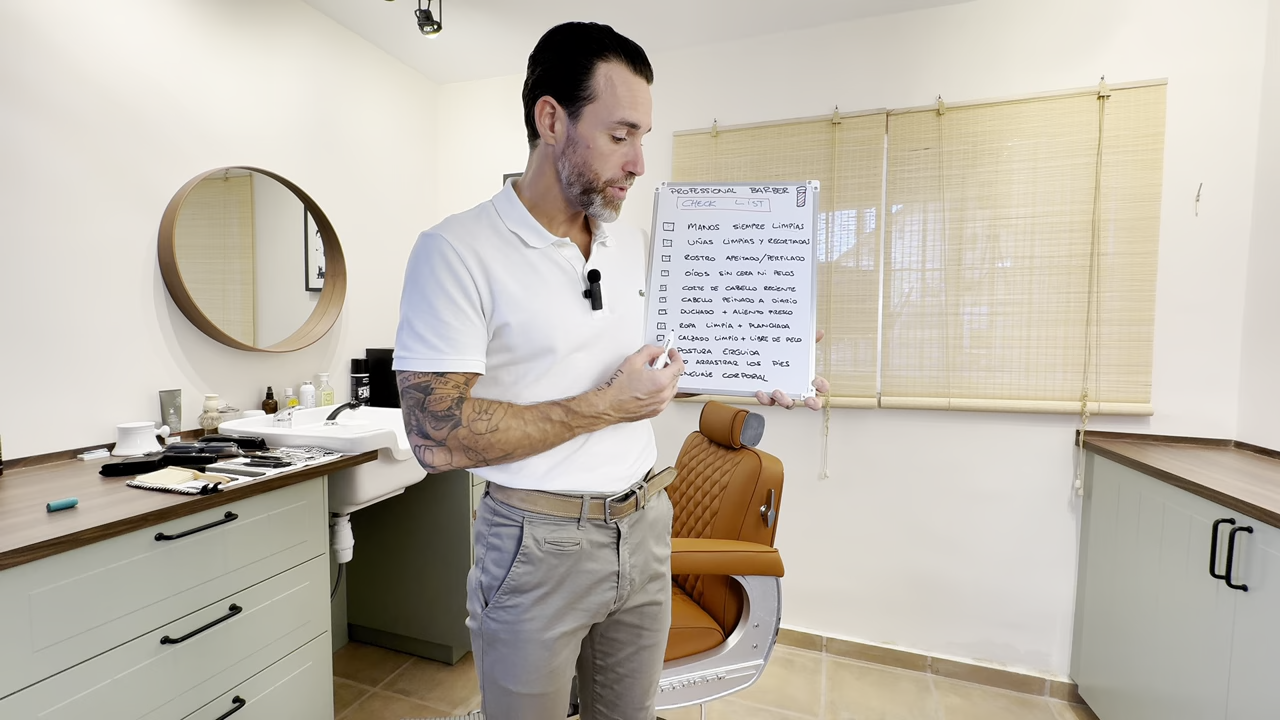 PROFESSIONAL BARBER
CHECK LIST
MANOS SIEMPRE LIMPIAS
UÑAS LIMPIAS Y RECORTADAS
ROSTRO AFEITADO/PERFILADO
OIDOS SIN CERA NI PELOS
CORTE DE CABELLO RECIENTE
CABELLO PEINADO A DIARIO
DUCHADO + ALIENTO FRESCO
ROPA LIMPIA + PLANCHADA
CALZADO LIMPIO + LIBRE DE PELO
POSTURA ERGUIDA
ARRASTRAR LOS PIES
CORPORAL